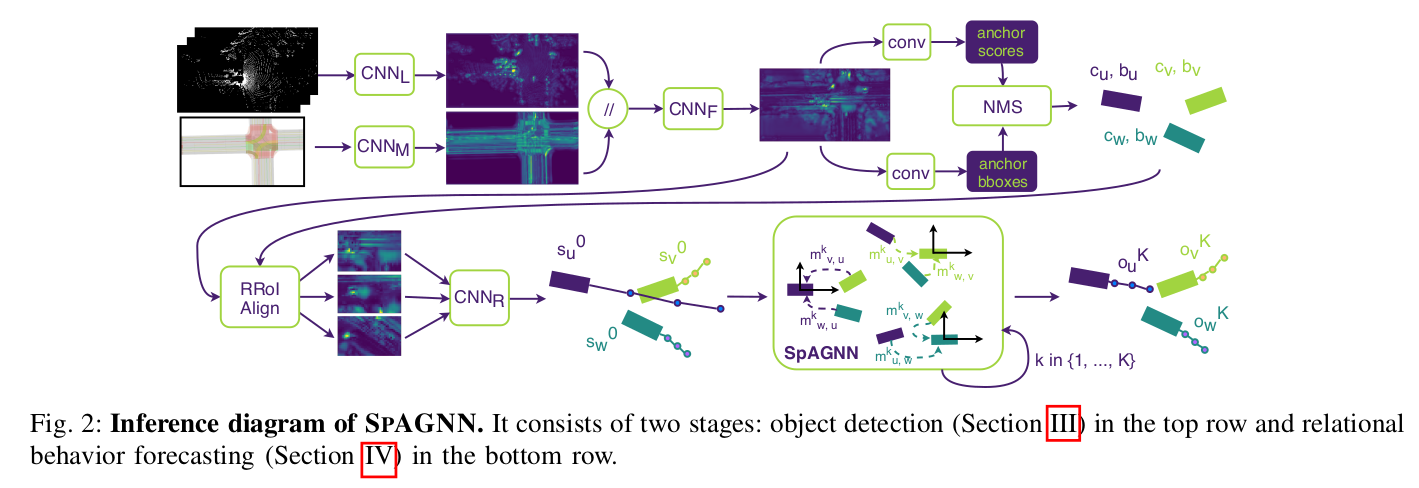 CNN_L
conv
anchor
scores
//
CNN_F
NMS
c_u, b_u
c_v, b_v
c_w, b_w
CNN_M
conv
anchor
bboxes
RRoI
Align
CNN_R
s_u^0
s_v^0
s_w^0
m^k_{v, u}
m^k_{w, u}
m^k_{u, v}
m^k_{w, v}
m^k_{v, w}
m^k_{u, w}
SpAGNN
k in {1, ..., K}
o_u^K
o_v^K
o_w^K
Fig. 2: Inference diagram of SPAGNN. It consists of two stages: object detection (Section III) in the top row and relational
behavior forecasting (Section IV) in the bottom row.